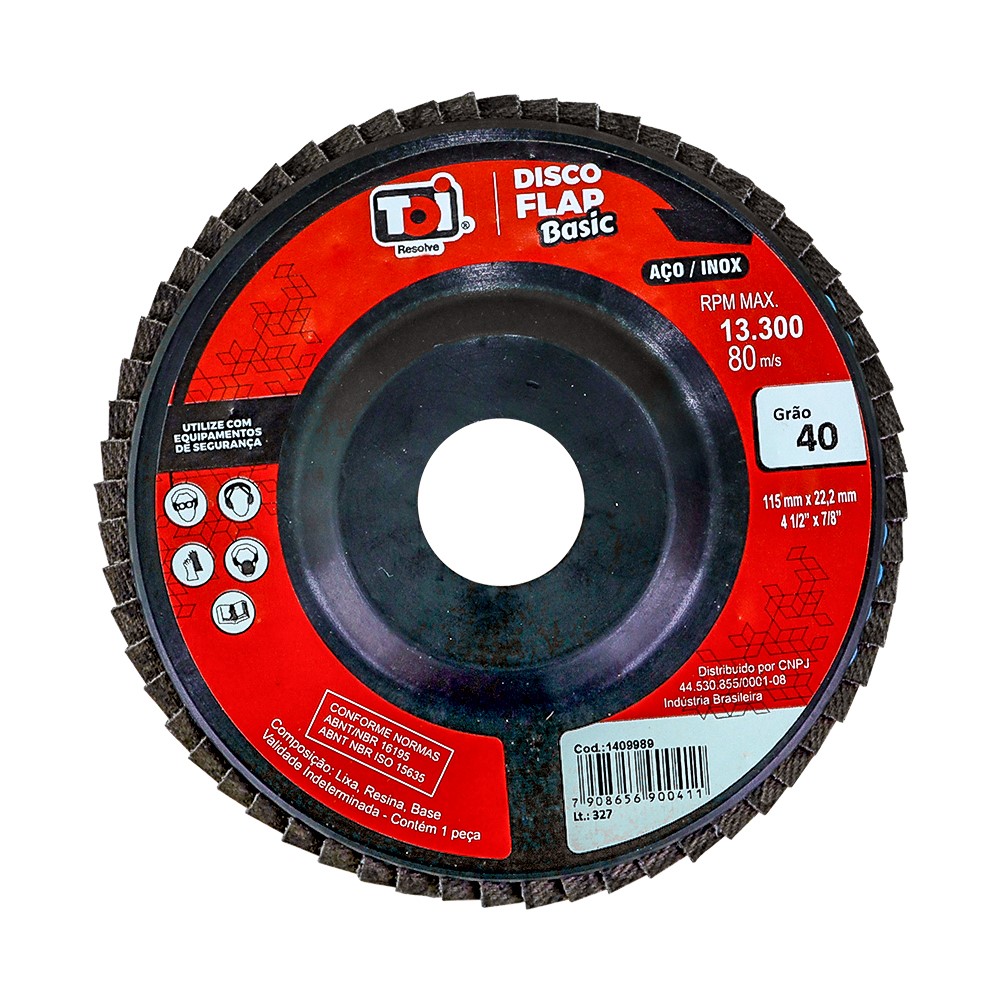 TOi ®
Resolve
DISCO
FLAP
Basic
AÇO / INOX
RPM MAX.
13.300
80 m/s
Grão
40
115 mm x 22,2 mm
4 1/2" x 7/8"
UTILIZE COM
EQUIPAMENTOS
DE SEGURANÇA
Distribuido por CNPJ
44.530.855/0001-08
Indústria Brasileira
CONFORME NORMAS
ABNT/NBR 16195
ABNT NBR ISO 15635
Composição: Lixa, Resina, Base
Validade Indeterminada - Contém 1 peça
Cod.:1409989
7 908656 900411
Lt.: 327